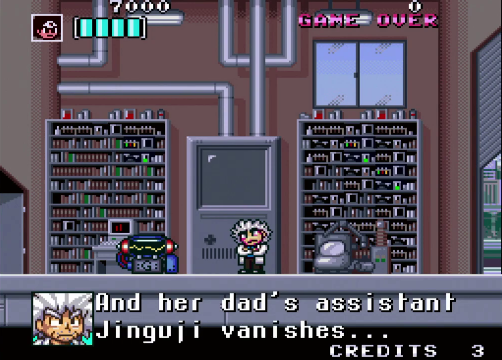 7000
0
GAME OVER
And her dad's assistant
Jinguji vanishes...
CREDITS 3